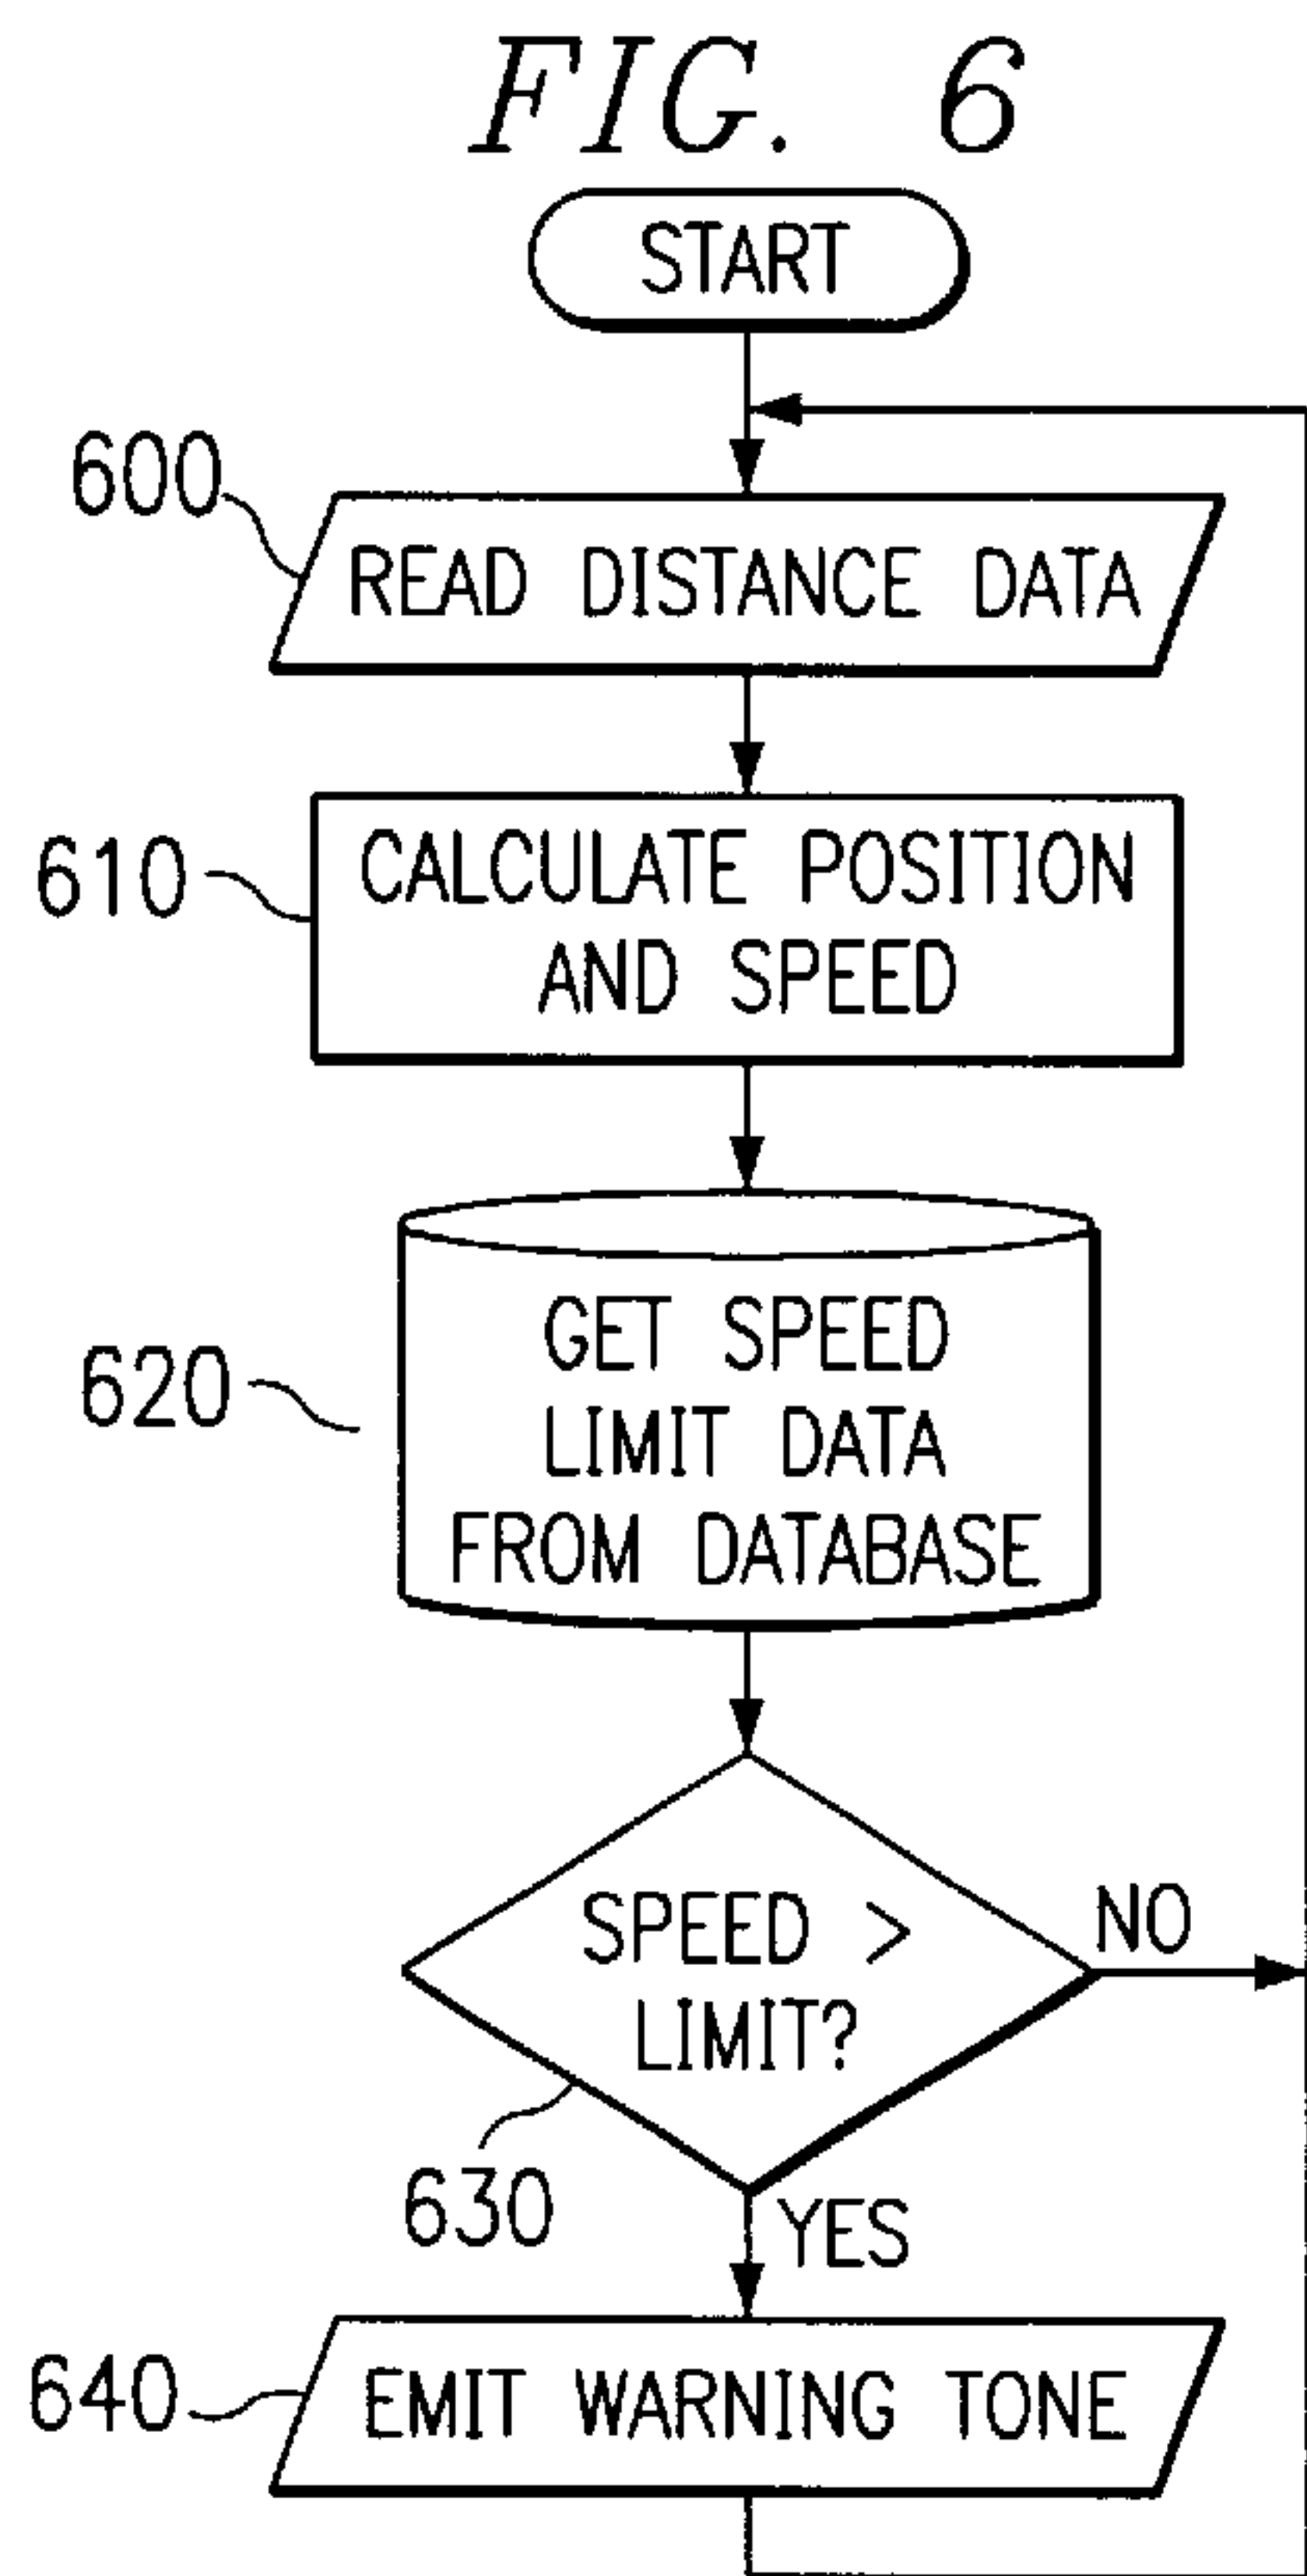 FIG. 6
START
600
READ DISTANCE DATA
610
CALCULATE POSITION
AND SPEED
620
GET SPEED
LIMIT DATA
FROM DATABASE
SPEED >
LIMIT?
NO
630
YES
640
EMIT WARNING TONE